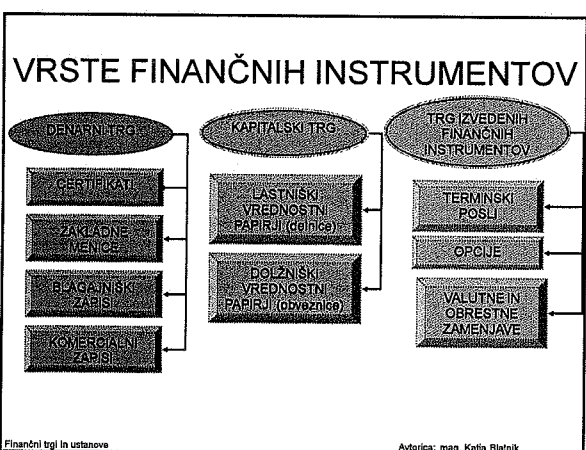 VRSTE FINANČNIH INSTRUMENTOV
DENARNI TRG
CERTIFIKATI
ZAKLADNE
MENICE
BLAGAJNIŠKI
ZAPISI
KOMERCIALNI
ZAPISI
KAPITALSKI TRG
LASTNIŠKI
VREDNOSTNI
PAPIRJI (delnice)
DOLŽNIŠKI
VREDNOSTNI
PAPIRJI (obveznice)
TRG IZVEDENIH
FINANČNIH
INSTRUMENTOV
TERMINSKI
POSLI
OPCIJE
VALUTNE IN
OBRESTNE
ZAMENJAVE
Finančni trgi in ustanove
Avtorica: mag. Katja Blatnik